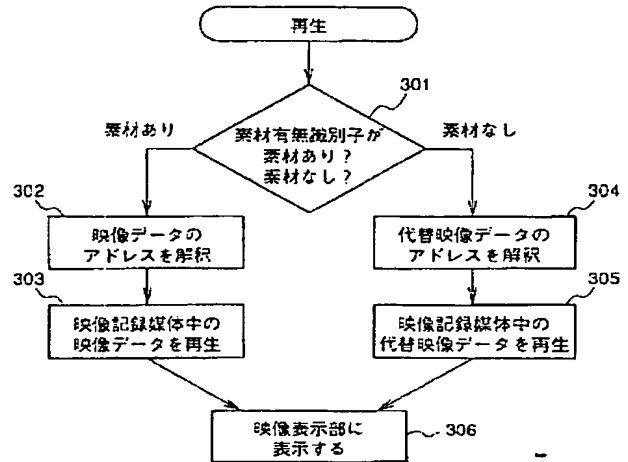 再生
301
素材有無識別子が
素材あり？
素材なし？
素材あり
素材なし
302
映像データの
アドレスを解釈
304
代替映像データの
アドレスを解釈
303
映像記録媒体中の
映像データを再生
305
映像記録媒体中の
代替映像データを再生
映像表示部に
表示する
306